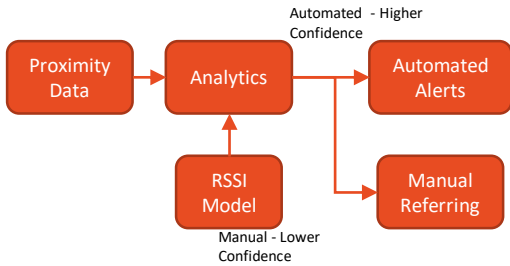 Automated - Higher
Confidence
Proximity
Data
Analytics
Automated
Alerts
RSSI
Model
Manual
Referring
Manual - Lower
Confidence